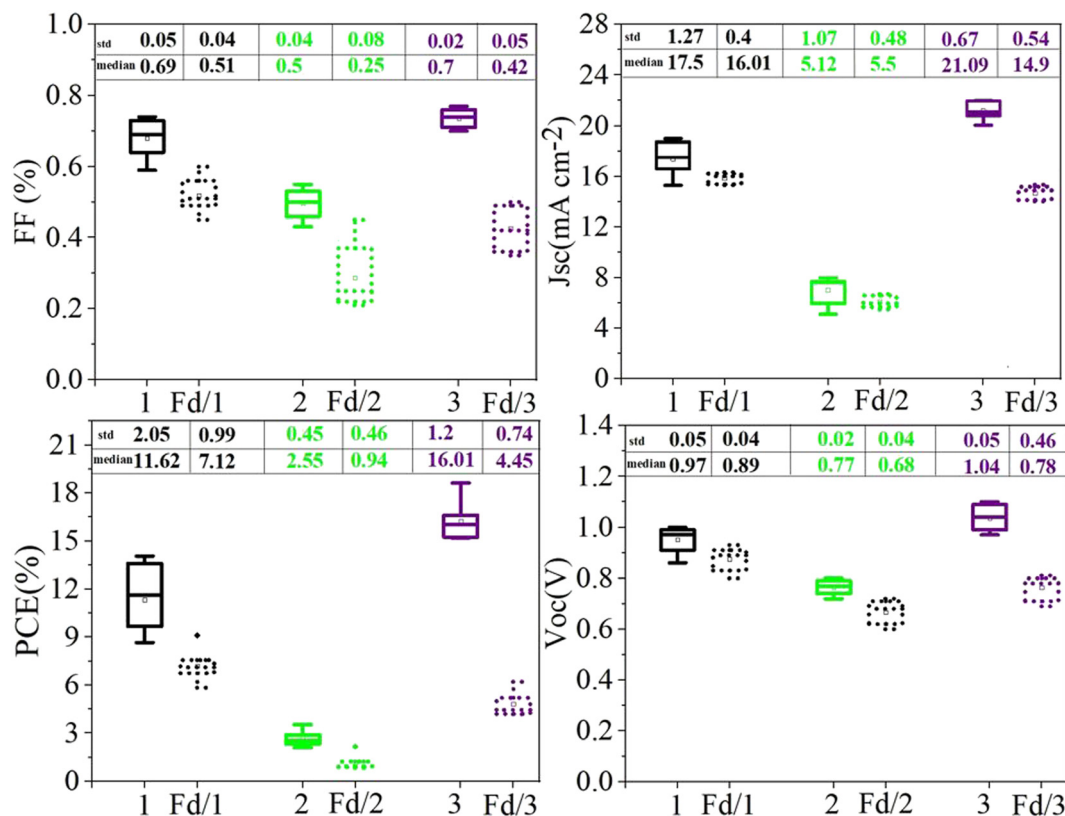 FF (%)
1.0
0.8
0.6
0.4
0.2
0.0
std 0.05 0.04 0.04 0.08 0.02 0.05
median 0.69 0.51 0.5 0.25 0.7 0.42
1 Fd/1 2 Fd/2 3 Fd/3
Jsc(mA cm-2)
28
24
20
16
12
8
4
0
std 1.27 0.4 1.07 0.48 0.67 0.54
median 17.5 16.01 5.12 5.5 21.09 14.9
1 Fd/1 2 Fd/2 3 Fd/3
PCE(%)
21
18
15
12
9
6
3
0
std 2.05 0.99 0.45 0.46 1.2 0.74
median 11.62 7.12 2.55 0.94 16.01 4.45
1 Fd/1 2 Fd/2 3 Fd/3
Voc(V)
1.4
1.2
1.0
0.8
0.6
0.4
0.2
0.0
std 0.05 0.04 0.02 0.04 0.05 0.46
median 0.97 0.89 0.77 0.68 1.04 0.78
1 Fd/1 2 Fd/2 3 Fd/3